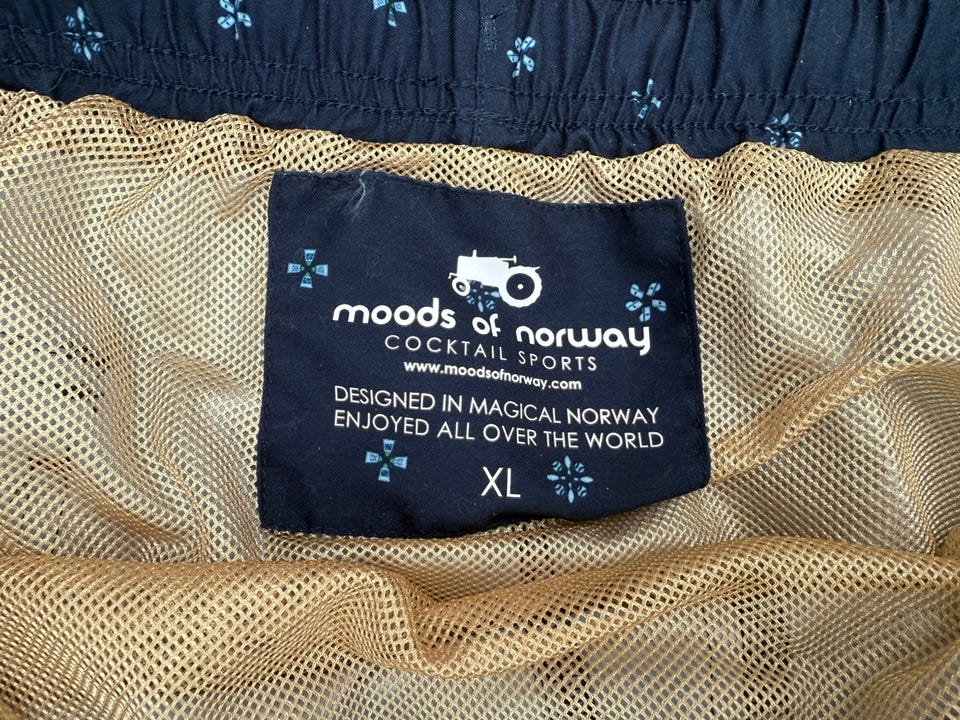 moods of norway
COCKTAIL SPORTS
www.moodsofnorway.com
DESIGNED IN MAGICAL NORWAY
ENJOYED ALL OVER THE WORLD
XL